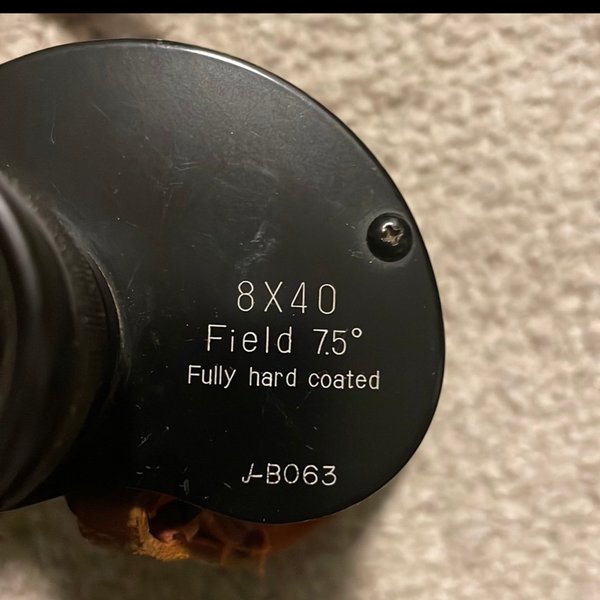 8X40
Field 7.5°
Fully hard coated
J-B063